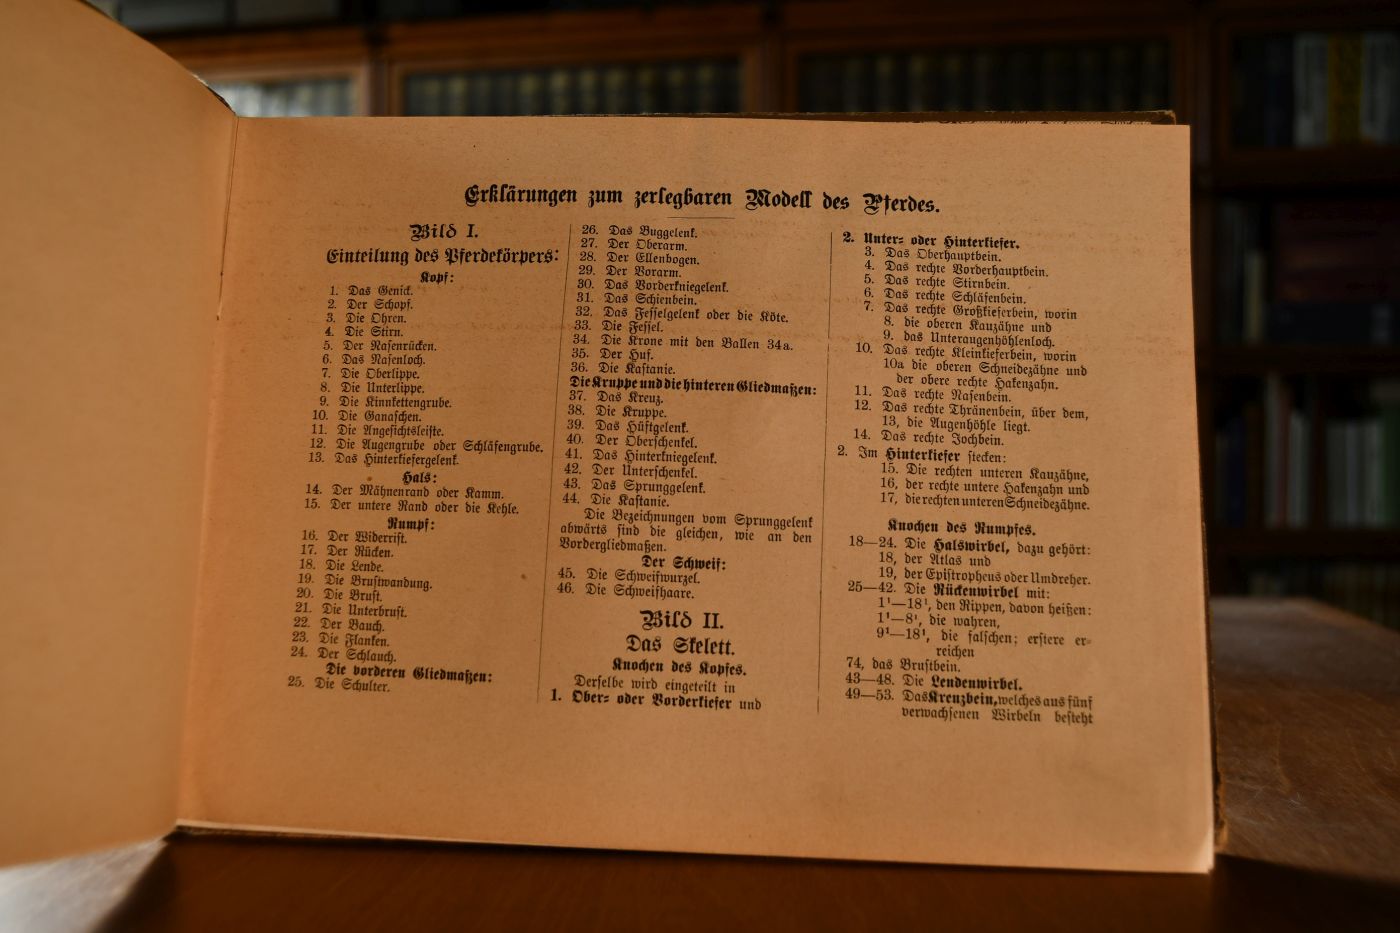 Erklärungen zum zerlegbaren Modell des Pferdes.
Bild I.
Einteilung des Pferdekörpers:
Kopf:
1. Das Genick.
2. Der Schopf.
3. Die Ohren.
4. Die Stirn.
5. Der Nasenrücken.
6. Das Nasenloch.
7. Die Oberlippe.
8. Die Unterlippe.
9. Die Kinnkettengrube.
10. Die Ganaschen.
11. Die Angesichtsleiste.
12. Die Augengrube oder Schläfengrube.
13. Das Hinterkiefergelenk.
Hals:
14. Der Mähnenrand oder Kamm.
15. Der untere Rand oder die Kehle.
Rumpf:
16. Der Widerrist.
17. Der Rücken.
18. Die Lende.
19. Die Brustwandung.
20. Die Brust.
21. Die Unterbrust.
22. Der Bauch.
23. Die Flanken.
24. Der Schlauch.
Die vorderen Gliedmaßen:
25. Die Schulter.
26. Das Buggelenk.
27. Der Oberarm.
28. Der Ellenbogen.
29. Der Vorarm.
30. Das Vorderkniegelenk.
31. Das Schienbein.
32. Das Fesselgelenk oder die Köte.
33. Die Fessel.
34. Die Krone mit den Ballen 34a.
35. Der Huf.
36. Die Kastanie.
Die Kruppe und die hinteren Gliedmaßen:
37. Das Kreuz.
38. Die Kruppe.
39. Das Hüftgelenk.
40. Der Oberschenkel.
41. Das Hinterkniegelenk.
42. Der Unterschenkel.
43. Das Sprunggelenk.
44. Die Kastanie.
Die Bezeichnungen vom Sprunggelenk
abwärts sind die gleichen, wie an den
Vordergliedmaßen.
Der Schweif:
45. Die Schweifwurzel.
46. Die Schweifhaare.
Bild II.
Das Skelett.
Knochen des Kopfes.
Derselbe wird eingeteilt in
1. Ober= oder Vorderkiefer und
2. Unter= oder Hinterkiefer.
3. Das Oberhauptbein.
4. Das rechte Vorderhauptbein.
5. Das rechte Stirnbein.
6. Das rechte Schläfenbein.
7. Das rechte Großkieferbein, worin
8. die oberen Kauzähne und
9. das Unteraugenhöhlenloch.
10. Das rechte Kleinkieferbein, worin
10a die oberen Schneidezähne und
der obere rechte Hakenzahn.
11. Das rechte Nasenbein.
12. Das rechte Thränenbein, über dem,
13, die Augenhöhle liegt.
14. Das rechte Jochbein.
2. Im Hinterkiefer stecken:
15. Die rechten unteren Kauzähne,
16, der rechte untere Hakenzahn und
17, die rechten unteren Schneidezähne.
Knochen des Rumpfes.
18—24. Die Halswirbel, dazu gehört:
18, der Atlas und
19, der Epistropheus oder Umdreher.
25—42. Die Rückenwirbel mit:
1¹—18¹, den Rippen, davon heißen:
1¹—8¹, die wahren,
9¹—18¹, die falschen; erstere er=
reichen
74, das Brustbein.
43—48. Die Lendenwirbel.
49—53. Das Kreuzbein, welches aus fünf
verwachsenen Wirbeln besteht